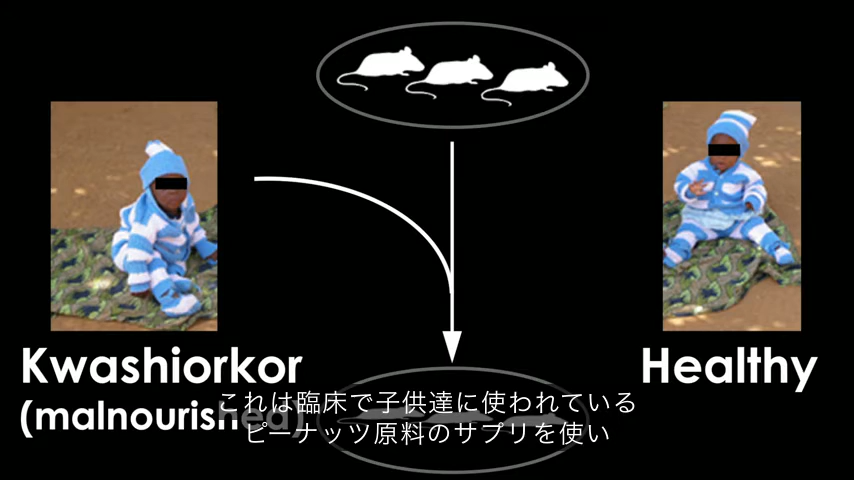 Kwashiorkor
(malnourished)
Healthy
これは臨床で子供達に使われている
ピーナッツ原料のサプリを使い